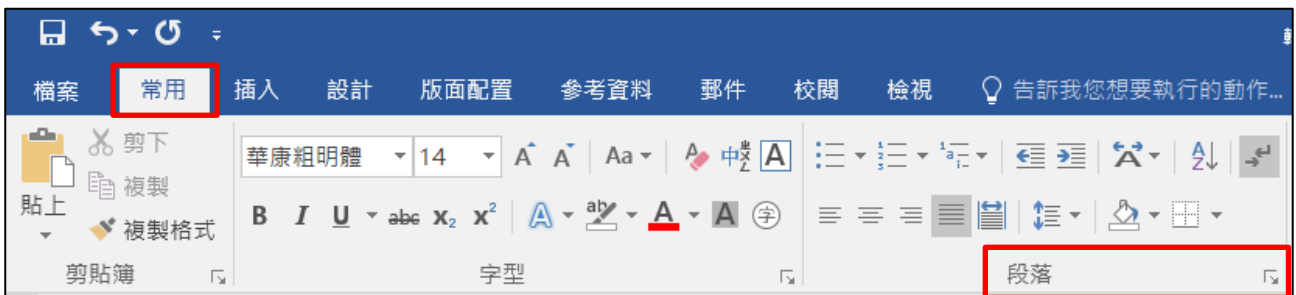 檔案 常用 插入 設計 版面配置 參考資料 郵件 校閱 檢視 告訴我您想要執行的動作...
剪下
複製
貼上
複製格式
華康粗明體 14 A A Aa 中 A
B I U abc X₂ X² A ab A A 字
剪貼簿 字型 段落